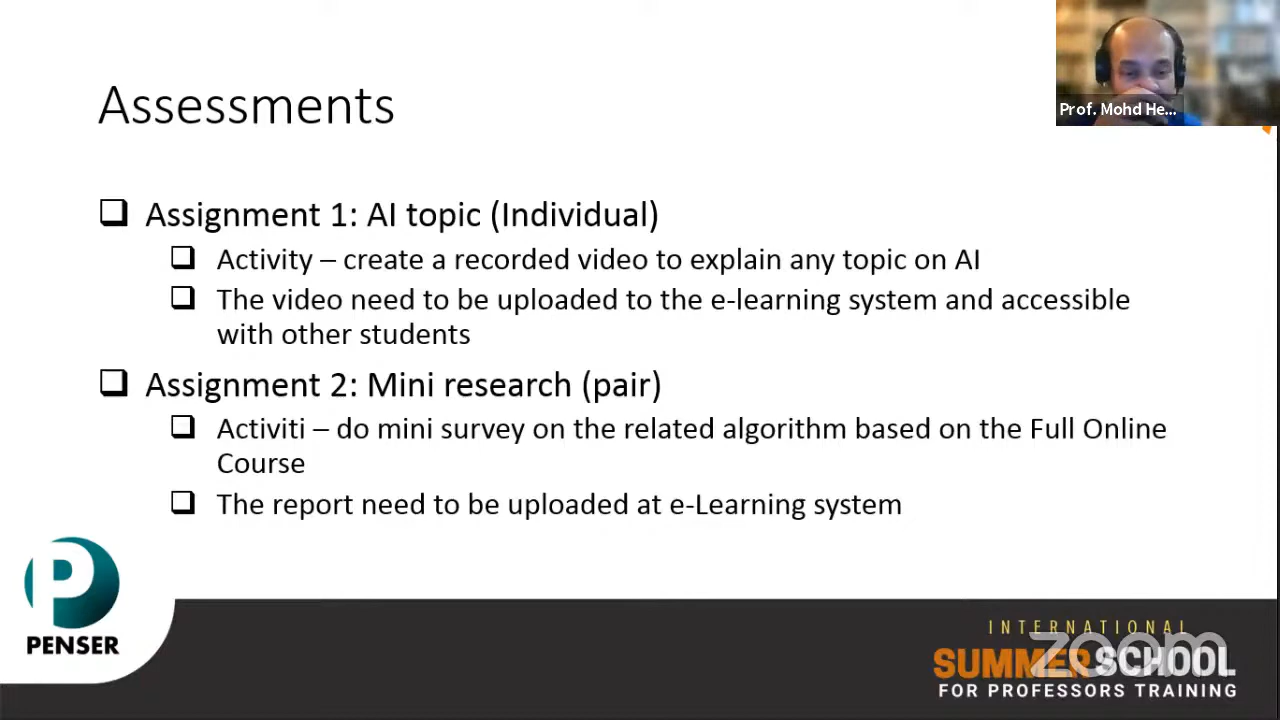 Assessments
Prof. Mohd He...
Assignment 1: AI topic (Individual)
Activity – create a recorded video to explain any topic on AI
The video need to be uploaded to the e-learning system and accessible
with other students
Assignment 2: Mini research (pair)
Activiti – do mini survey on the related algorithm based on the Full Online
Course
The report need to be uploaded at e-Learning system
P
PENSER
INTERNATIONAL
zoom
SUMMER SCHOOL
FOR PROFESSORS TRAINING